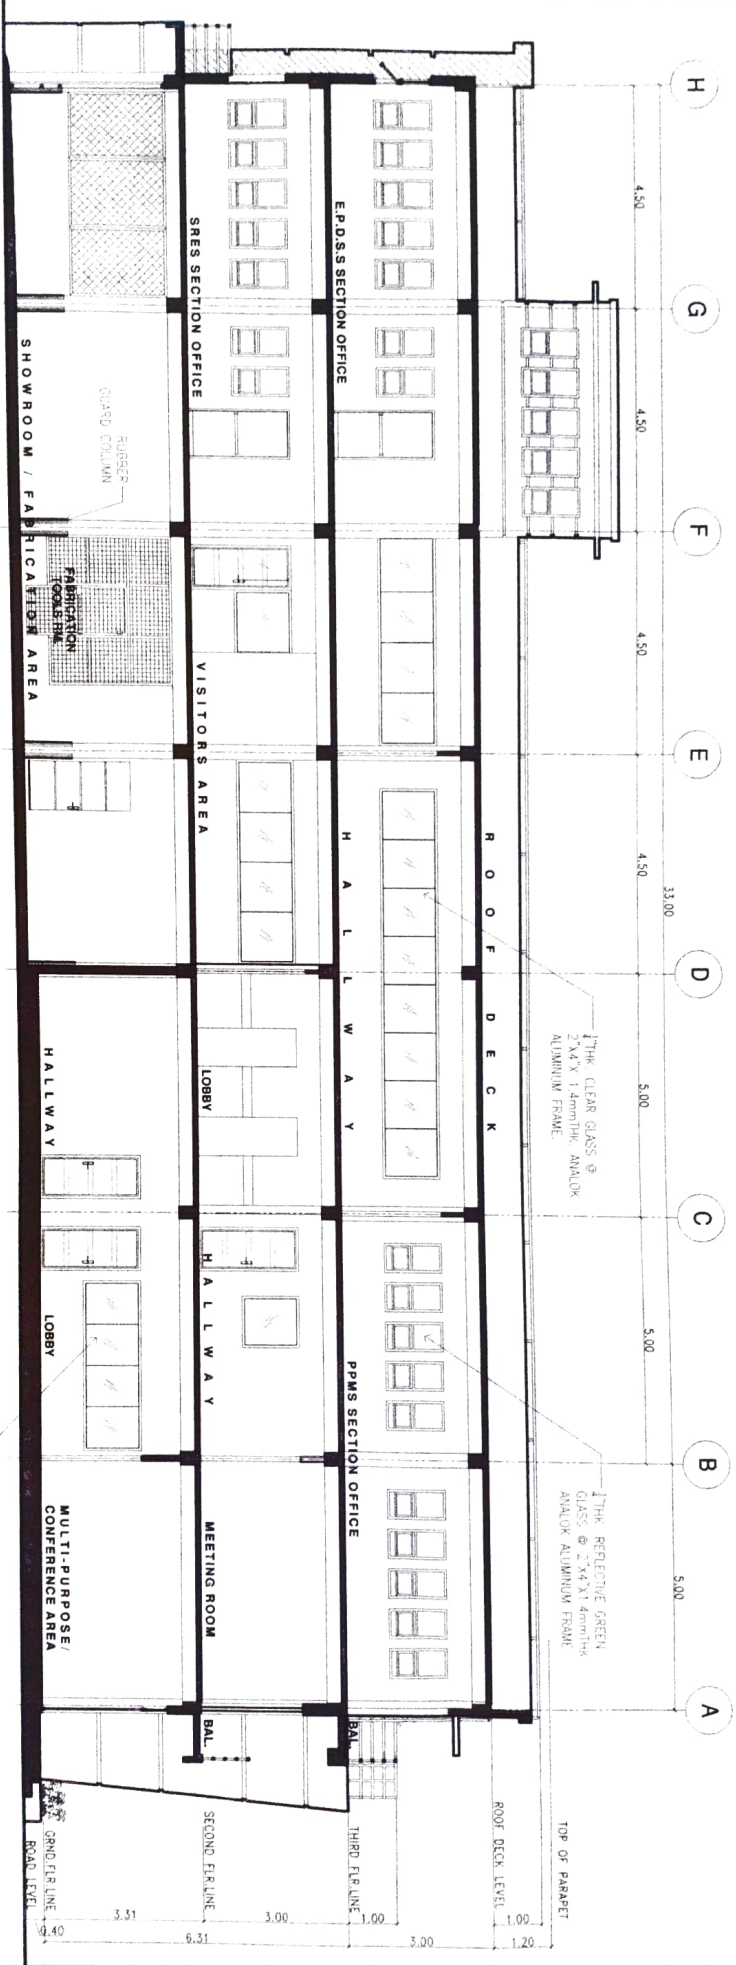 H
G
F
E
D
C
B
A
4.50
4.50
4.50
4.50
33.00
5.00
5.00
5.00
E.P.D.S.S SECTION OFFICE
SRES SECTION OFFICE
SHOWROOM / FABRICATION AREA
RUBBER
GUARD COLUMN
FABRICATION
TOOLS RM.
VISITORS AREA
HALLWAY
ROOF DECK
THK CLEAR GLASS @
2"x4"X 1.4mmTHK ANALOK
ALUMINUM FRAME.
THK REFLECTIVE GREEN
GLASS @ 2"x4"x1.4mmTHK
ANALOK ALUMINUM FRAME
LOBBY
HALLWAY
HALLWAY
LOBBY
PPMS SECTION OFFICE
MEETING ROOM
MULTI-PURPOSE/
CONFERENCE AREA
BAL.
BAL.
TOP OF PARAPET
ROOF DECK LEVEL
THIRD FLR.LINE
SECOND FLR.LINE
GRND.FLR.LINE
ROAD LEVEL
1.00
1.20
3.00
1.00
3.00
6.31
3.31
0.40